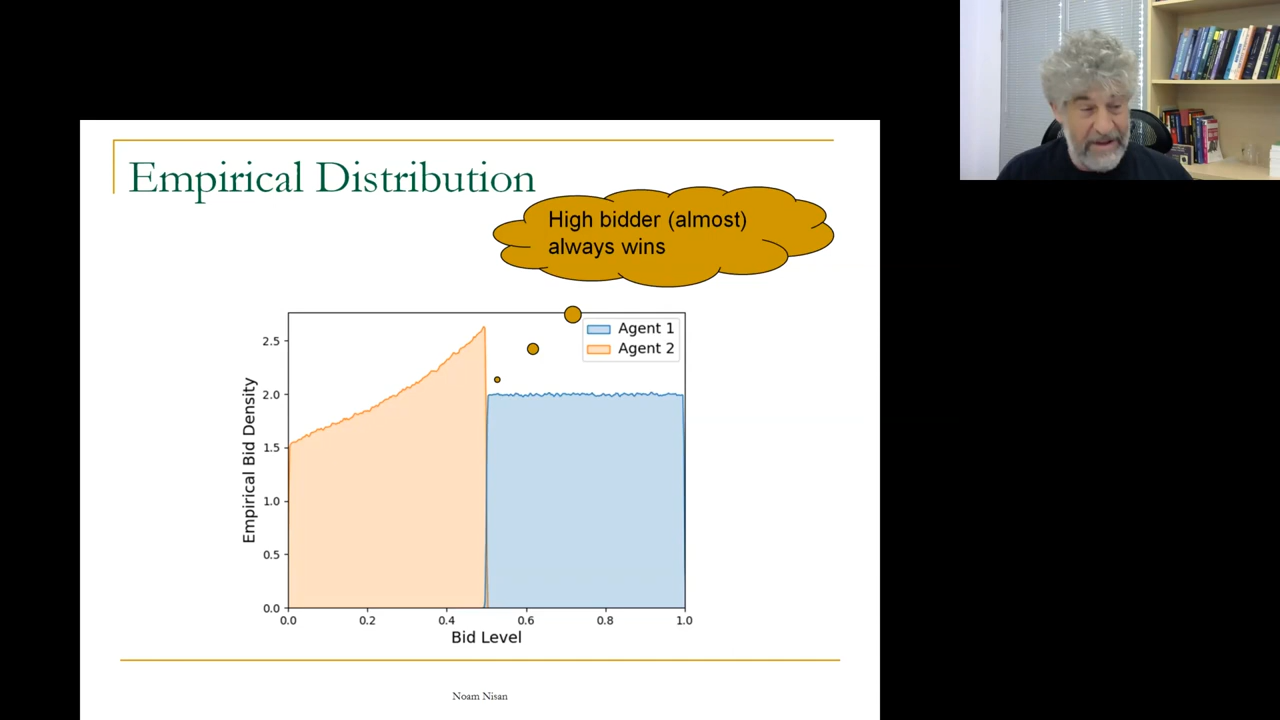 Empirical Distribution
High bidder (almost)
always wins
Agent 1
Agent 2
Empirical Bid Density
2.5
2.0
1.5
1.0
0.5
0.0
0.0 0.2 0.4 0.6 0.8 1.0
Bid Level
Noam Nisan